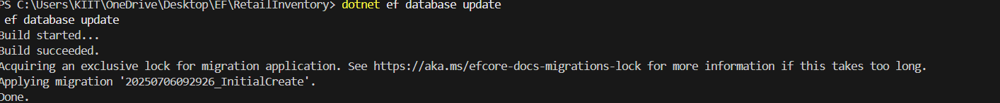 PS C:\Users\KIIT\OneDrive\Desktop\EF\RetailInventory> dotnet ef database update
ef database update
Build started...
Build succeeded.
Acquiring an exclusive lock for migration application. See https://aka.ms/efcore-docs-migrations-lock for more information if this takes too long.
Applying migration '20250706092926_InitialCreate'.
Done.